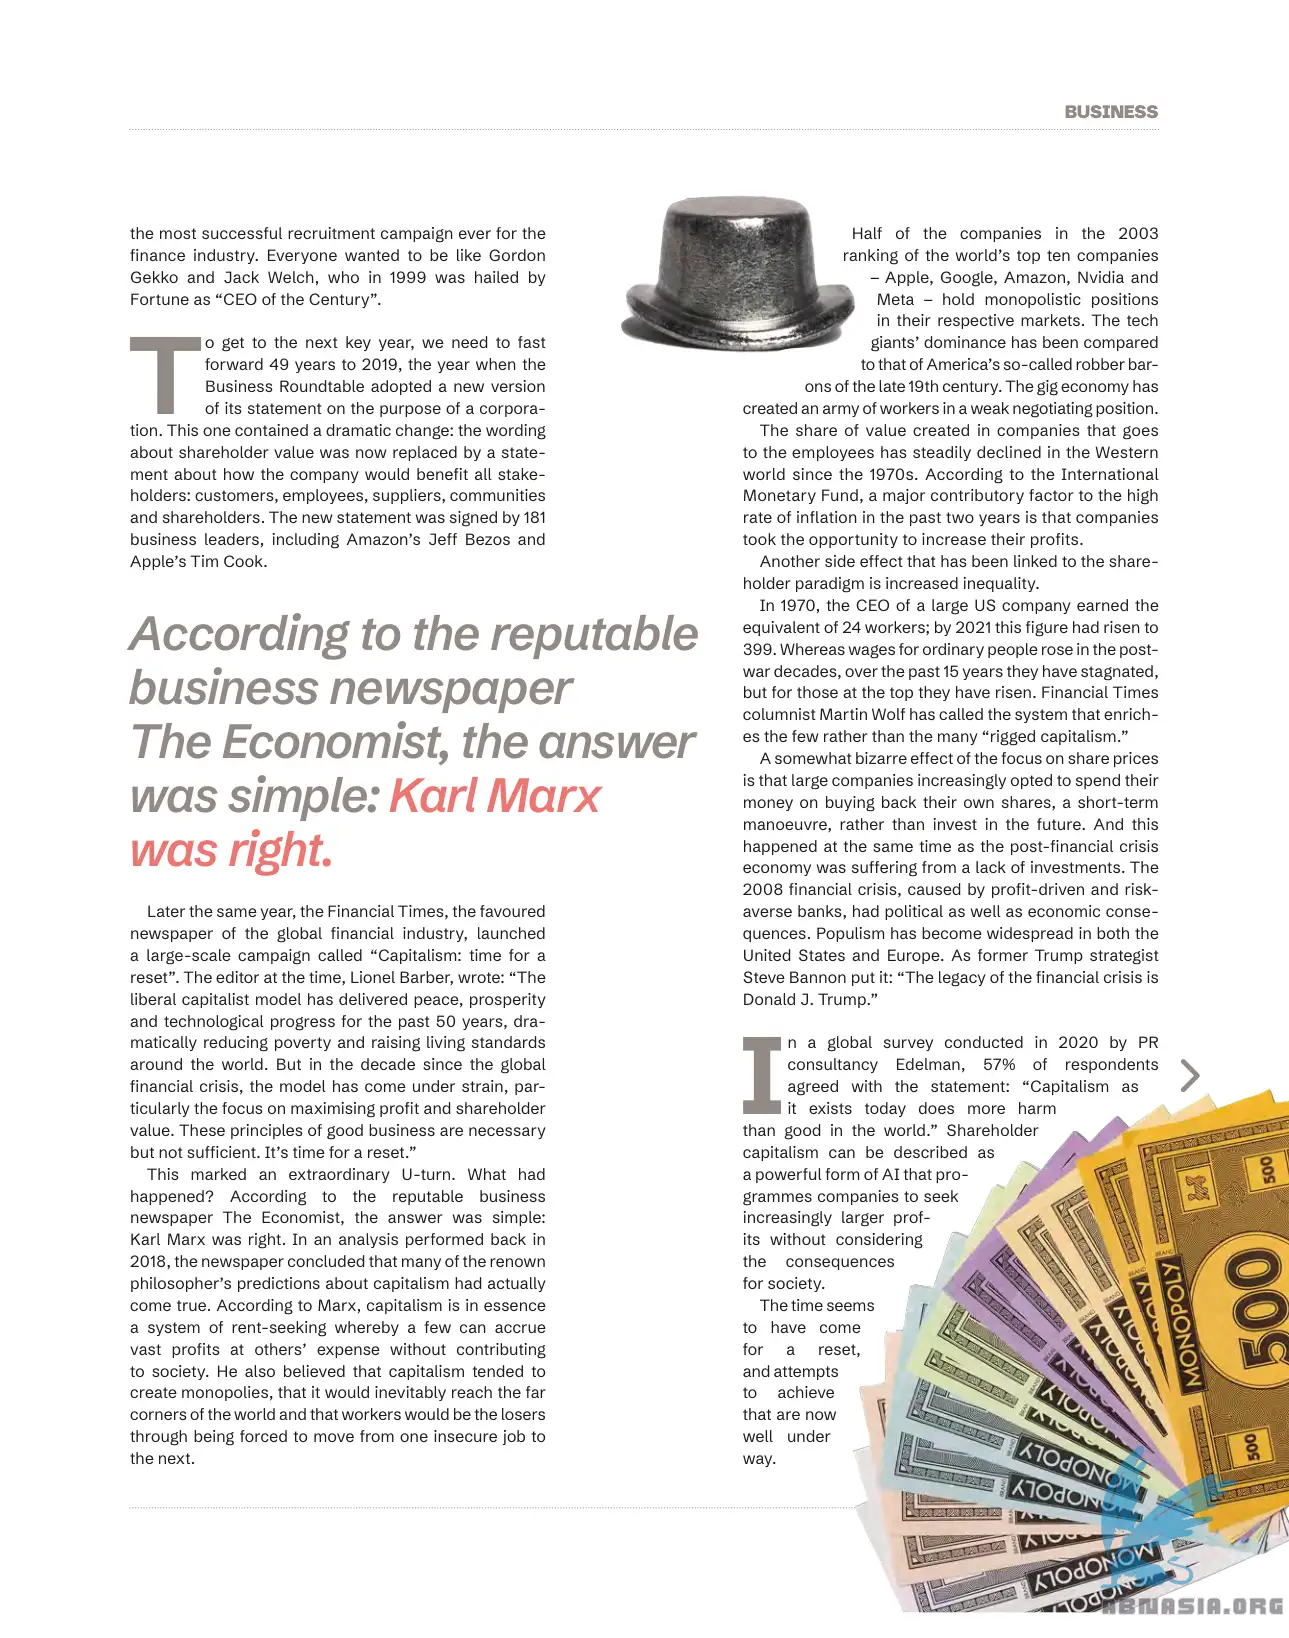 BUSINESS
the most successful recruitment campaign ever for the
finance industry. Everyone wanted to be like Gordon
Gekko and Jack Welch, who in 1999 was hailed by
Fortune as “CEO of the Century”.
To get to the next key year, we need to fast
forward 49 years to 2019, the year when the
Business Roundtable adopted a new version
of its statement on the purpose of a corpora-
tion. This one contained a dramatic change: the wording
about shareholder value was now replaced by a state-
ment about how the company would benefit all stake-
holders: customers, employees, suppliers, communities
and shareholders. The new statement was signed by 181
business leaders, including Amazon’s Jeff Bezos and
Apple’s Tim Cook.
According to the reputable
business newspaper
The Economist, the answer
was simple: Karl Marx
was right.
Later the same year, the Financial Times, the favoured
newspaper of the global financial industry, launched
a large-scale campaign called “Capitalism: time for a
reset”. The editor at the time, Lionel Barber, wrote: “The
liberal capitalist model has delivered peace, prosperity
and technological progress for the past 50 years, dra-
matically reducing poverty and raising living standards
around the world. But in the decade since the global
financial crisis, the model has come under strain, par-
ticularly the focus on maximising profit and shareholder
value. These principles of good business are necessary
but not sufficient. It’s time for a reset.”
This marked an extraordinary U-turn. What had
happened? According to the reputable business
newspaper The Economist, the answer was simple:
Karl Marx was right. In an analysis performed back in
2018, the newspaper concluded that many of the renown
philosopher’s predictions about capitalism had actually
come true. According to Marx, capitalism is in essence
a system of rent-seeking whereby a few can accrue
vast profits at others’ expense without contributing
to society. He also believed that capitalism tended to
create monopolies, that it would inevitably reach the far
corners of the world and that workers would be the losers
through being forced to move from one insecure job to
the next.
Half of the companies in the 2003
ranking of the world’s top ten companies
– Apple, Google, Amazon, Nvidia and
Meta – hold monopolistic positions
in their respective markets. The tech
giants’ dominance has been compared
to that of America’s so-called robber bar-
ons of the late 19th century. The gig economy has
created an army of workers in a weak negotiating position.
The share of value created in companies that goes
to the employees has steadily declined in the Western
world since the 1970s. According to the International
Monetary Fund, a major contributory factor to the high
rate of inflation in the past two years is that companies
took the opportunity to increase their profits.
Another side effect that has been linked to the share-
holder paradigm is increased inequality.
In 1970, the CEO of a large US company earned the
equivalent of 24 workers; by 2021 this figure had risen to
399. Whereas wages for ordinary people rose in the post-
war decades, over the past 15 years they have stagnated,
but for those at the top they have risen. Financial Times
columnist Martin Wolf has called the system that enrich-
es the few rather than the many “rigged capitalism.”
A somewhat bizarre effect of the focus on share prices
is that large companies increasingly opted to spend their
money on buying back their own shares, a short-term
manoeuvre, rather than invest in the future. And this
happened at the same time as the post-financial crisis
economy was suffering from a lack of investments. The
2008 financial crisis, caused by profit-driven and risk-
averse banks, had political as well as economic conse-
quences. Populism has become widespread in both the
United States and Europe. As former Trump strategist
Steve Bannon put it: “The legacy of the financial crisis is
Donald J. Trump.”
In a global survey conducted in 2020 by PR
consultancy Edelman, 57% of respondents
agreed with the statement: “Capitalism as
it exists today does more harm
than good in the world.” Shareholder
capitalism can be described as
a powerful form of AI that pro-
grammes companies to seek
increasingly larger prof-
its without considering
the consequences
for society.
The time seems
to have come
for a reset,
and attempts
to achieve
that are now
well under
way.
500
BRAND
MONOPOLY
500
500
MONOPOLY
MONOPOLY
MONOPOLY
MONOPOLY
ABNASIA.ORG